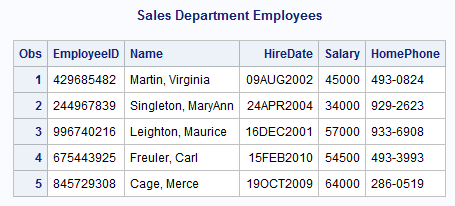 Sales Department Employees
Obs EmployeeID Name HireDate Salary HomePhone
1 429685482 Martin, Virginia 09AUG2002 45000 493-0824
2 244967839 Singleton, MaryAnn 24APR2004 34000 929-2623
3 996740216 Leighton, Maurice 16DEC2001 57000 933-6908
4 675443925 Freuler, Carl 15FEB2010 54500 493-3993
5 845729308 Cage, Merce 19OCT2009 64000 286-0519